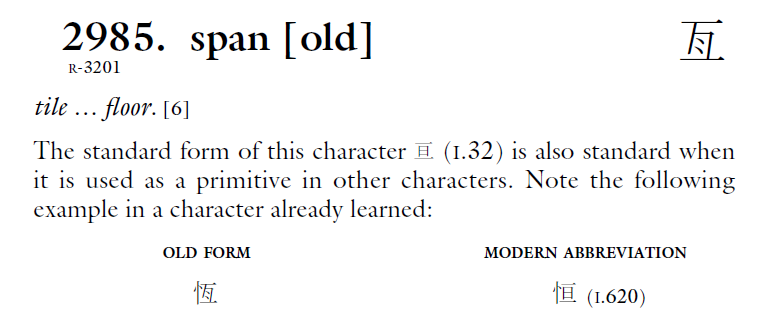 2985. span [old] 亙
R-3201
tile … floor. [6]
The standard form of this character 亘 (I.32) is also standard when
it is used as a primitive in other characters. Note the following
example in a character already learned:
OLD FORM MODERN ABBREVIATION
恆 恒 (I.620)